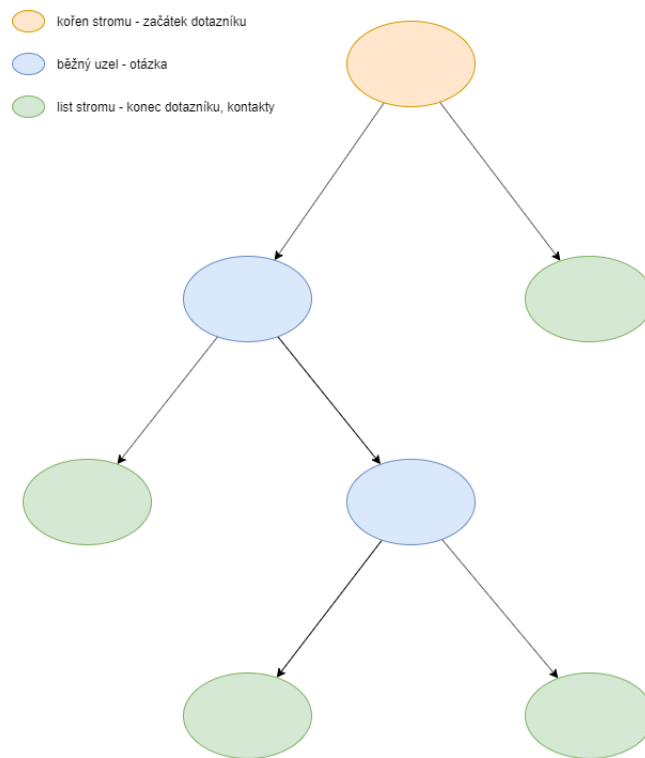 kořen stromu - začátek dotazníku
běžný uzel - otázka
list stromu - konec dotazníku, kontakty